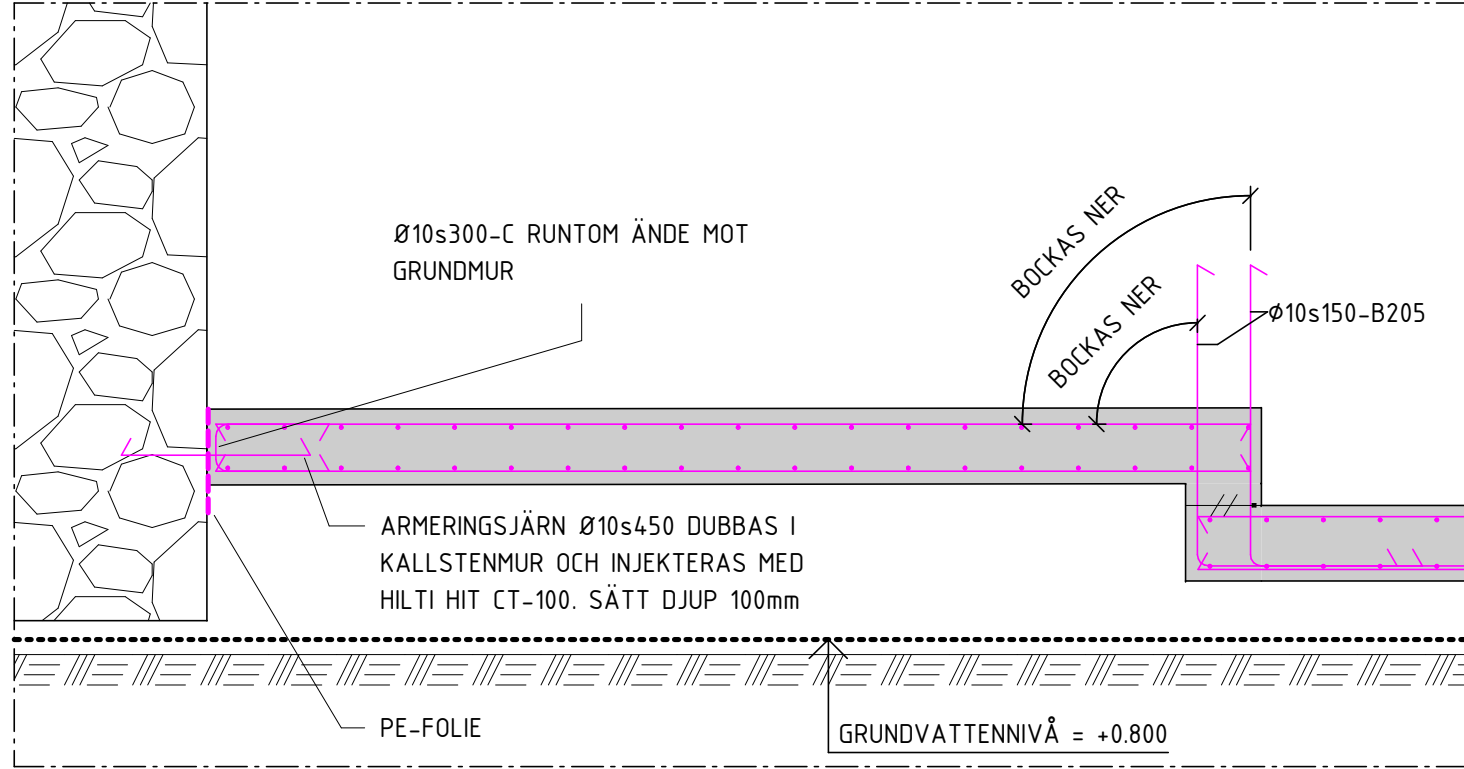 Ø10s300-C RUNTOM ÄNDE MOT
GRUNDMUR
BOCKAS NER
BOCKAS NER
Ø10s150-B205
ARMERINGSJÄRN Ø10s450 DUBBAS I
KALLSTENMUR OCH INJEKTERAS MED
HILTI HIT CT-100. SÄTT DJUP 100mm
PE-FOLIE
GRUNDVATTENNIVÅ = +0.800